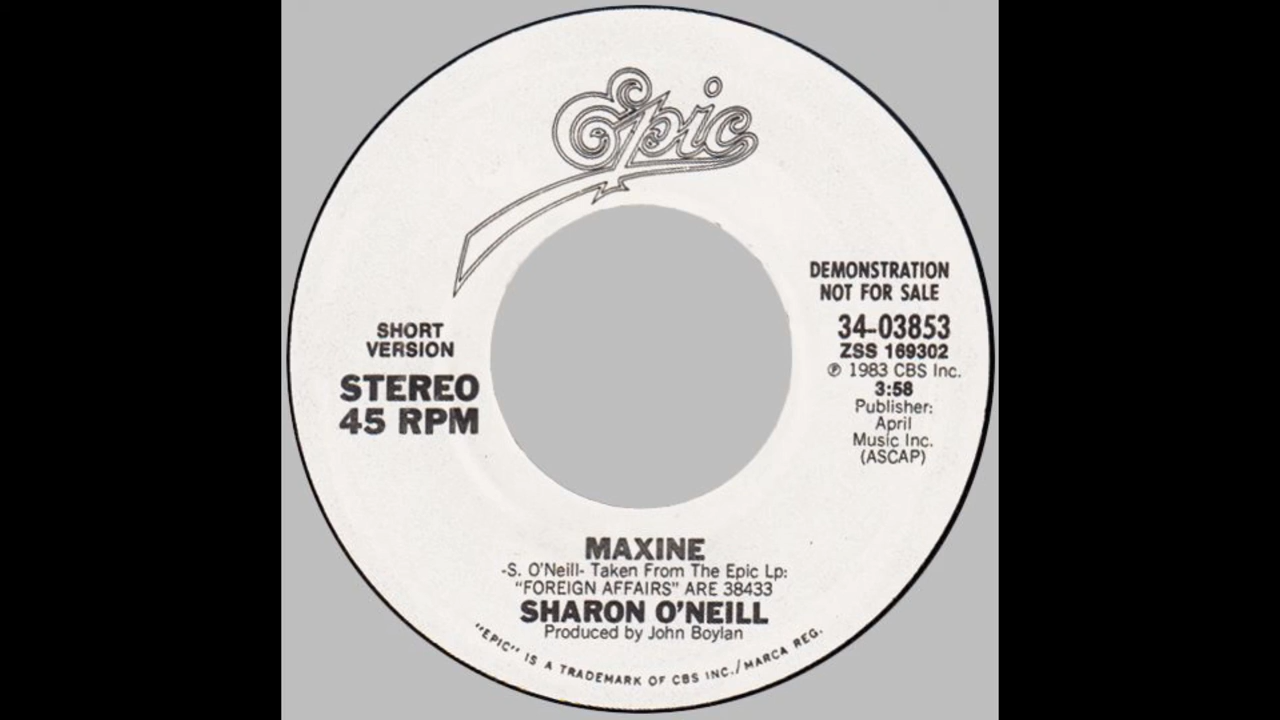 Epic
DEMONSTRATION
NOT FOR SALE
34-03853
ZSS 169302
℗ 1983 CBS Inc.
3:58
Publisher:
April
Music Inc.
(ASCAP)
SHORT
VERSION
STEREO
45 RPM
MAXINE
-S. O'Neill- Taken From The Epic Lp:
"FOREIGN AFFAIRS" ARE 38433
SHARON O'NEILL
Produced by John Boylan
"EPIC" IS A TRADEMARK OF CBS INC./MARCA REG.